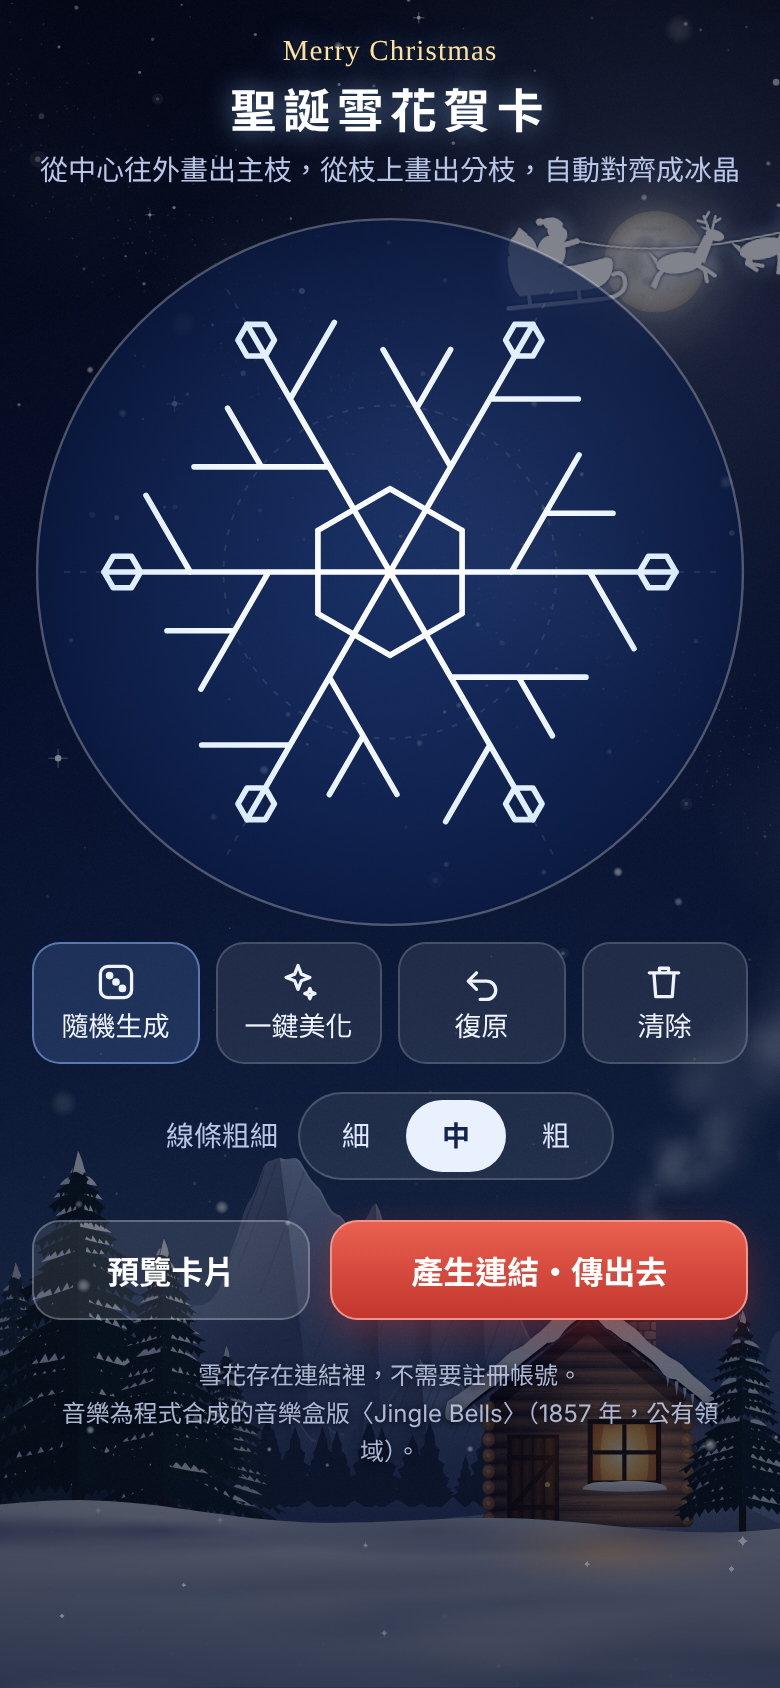 Merry Christmas
聖誕雪花賀卡
從中心往外畫出主枝，從枝上畫出分枝，自動對齊成冰晶
隨機生成
一鍵美化
復原
清除
線條粗細
細
中
粗
預覽卡片
產生連結・傳出去
雪花存在連結裡，不需要註冊帳號。
音樂為程式合成的音樂盒版〈Jingle Bells〉（1857 年，公有領
域）。